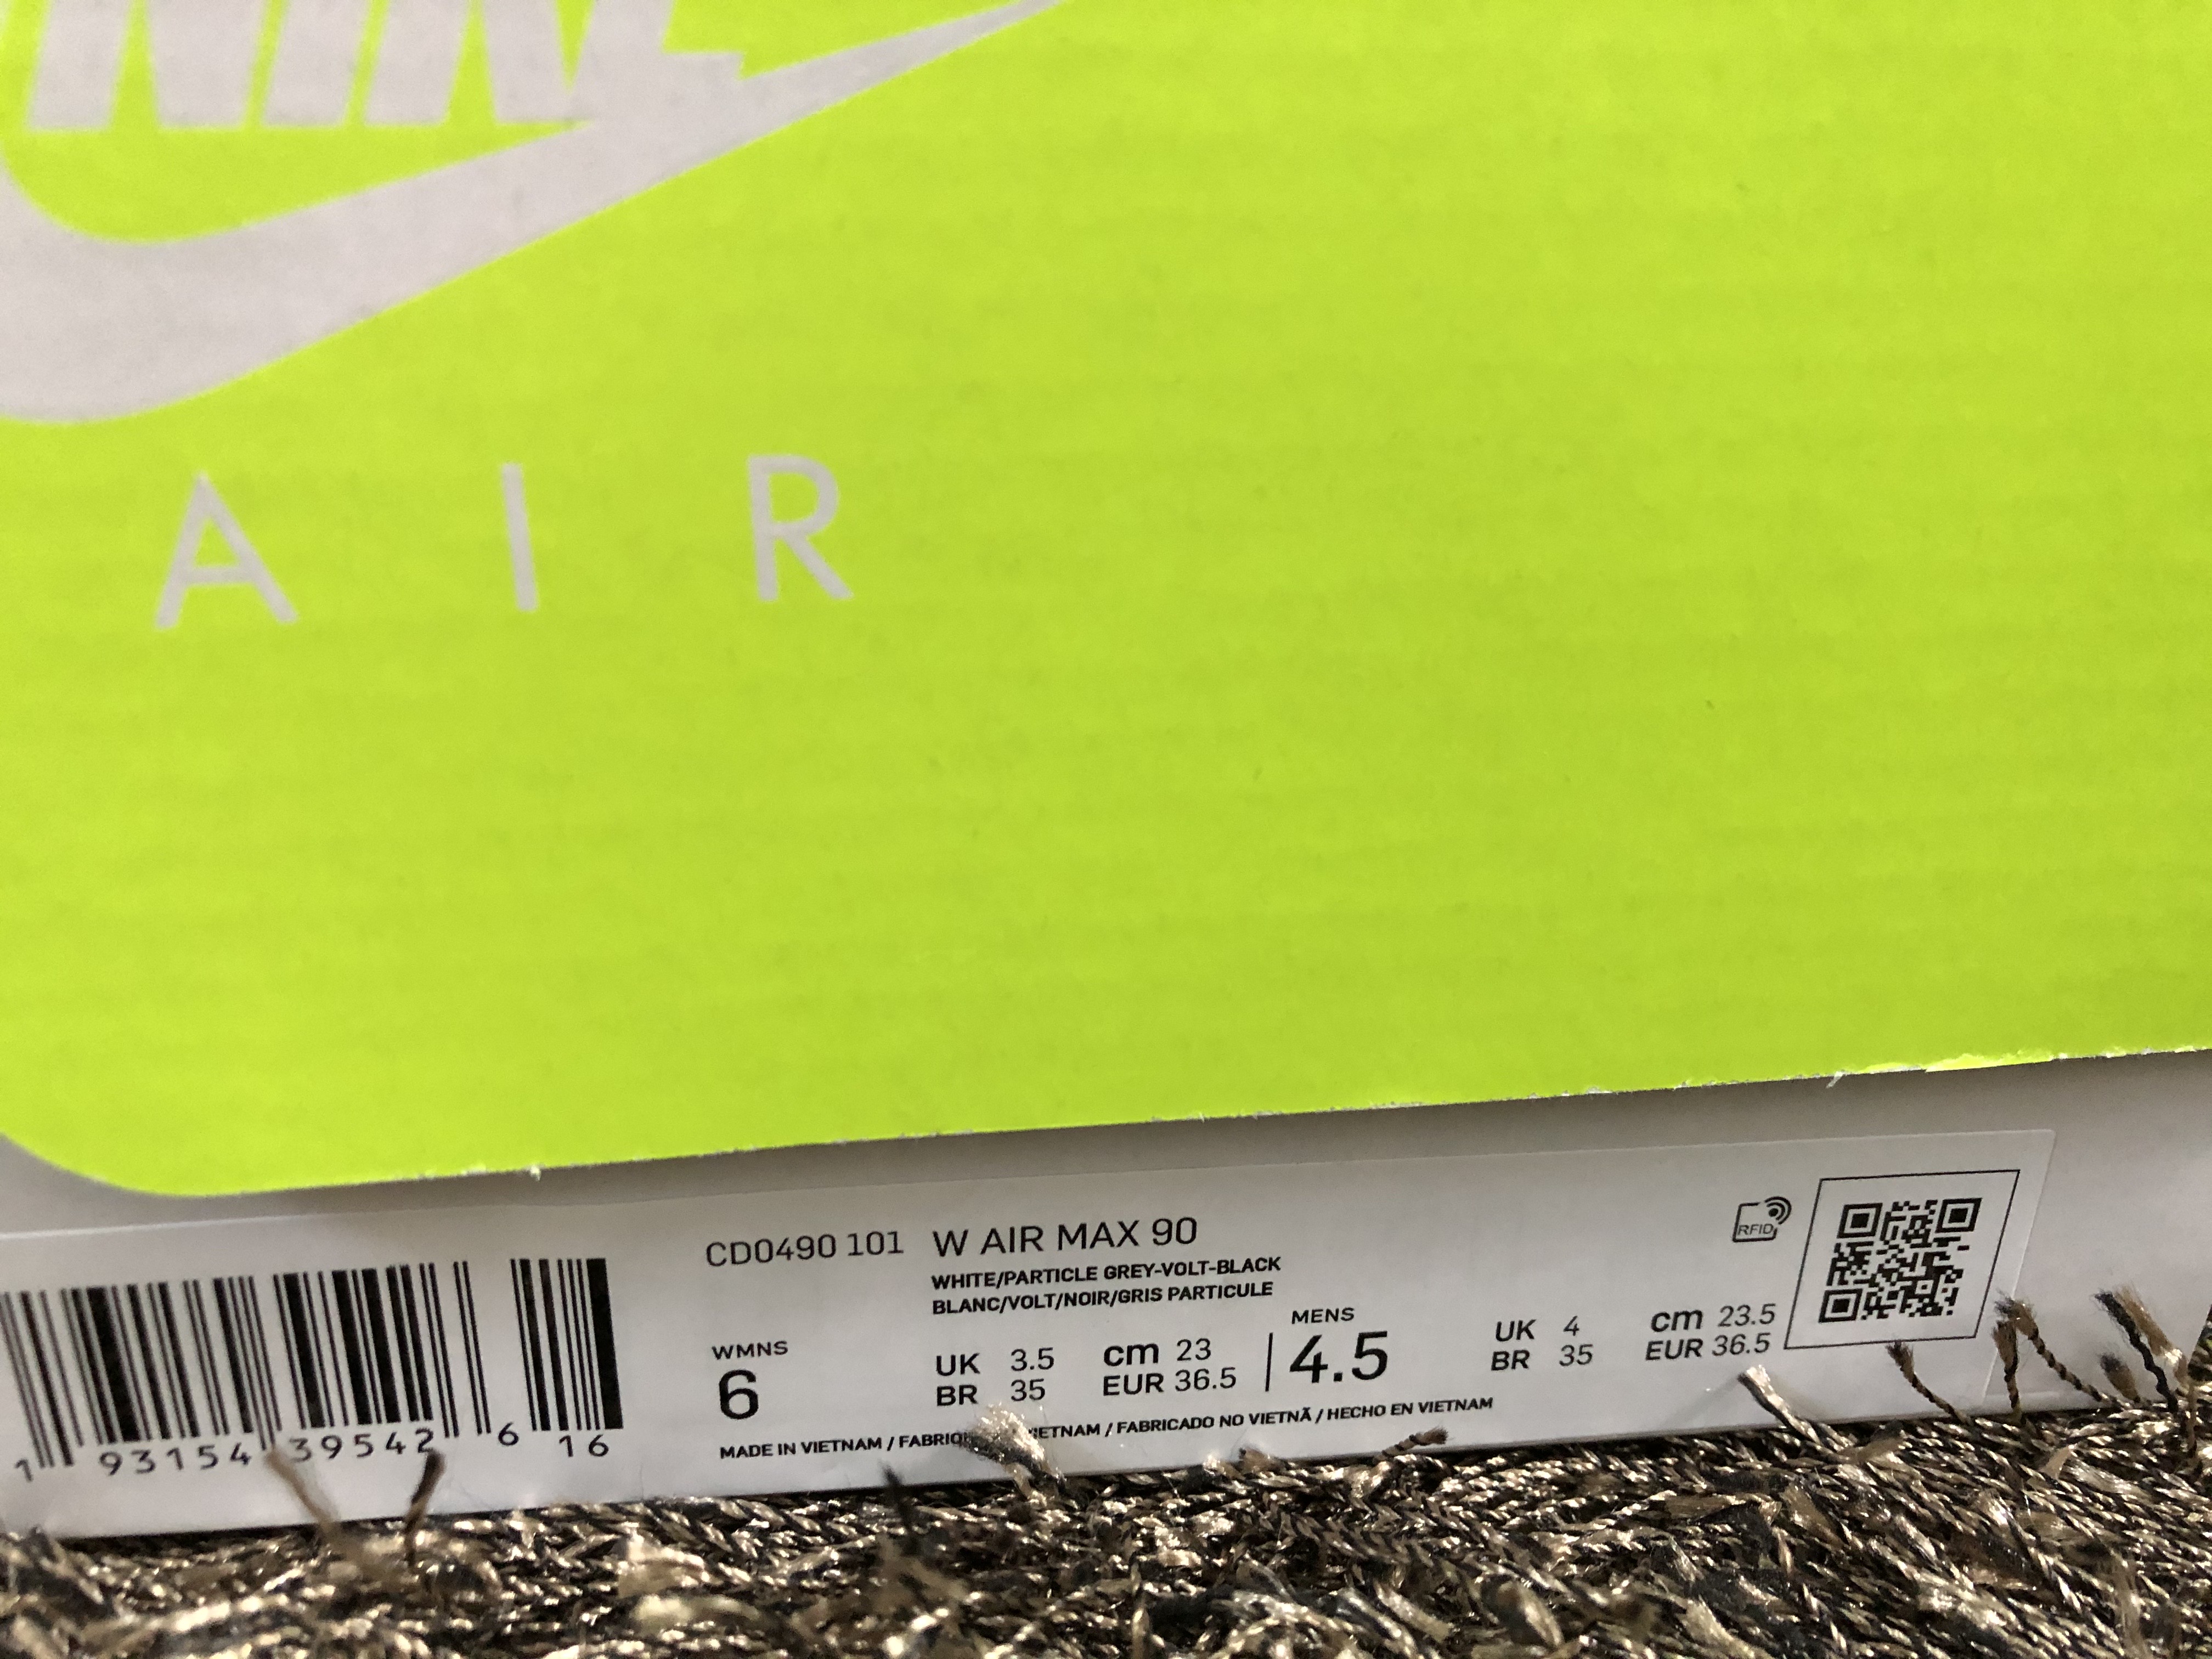 NIKE
AIR
CD0490 101 W AIR MAX 90
WHITE/PARTICLE GREY-VOLT-BLACK
BLANC/VOLT/NOIR/GRIS PARTICULE
RFID
WMNS
6
UK 3.5
BR 35
cm 23
EUR 36.5
MENS
4.5
UK 4
BR 35
cm 23.5
EUR 36.5
MADE IN VIETNAM / FABRIQ ETNAM / FABRICADO NO VIETNÃ / HECHO EN VIETNAM
1 93154 39542 6 16